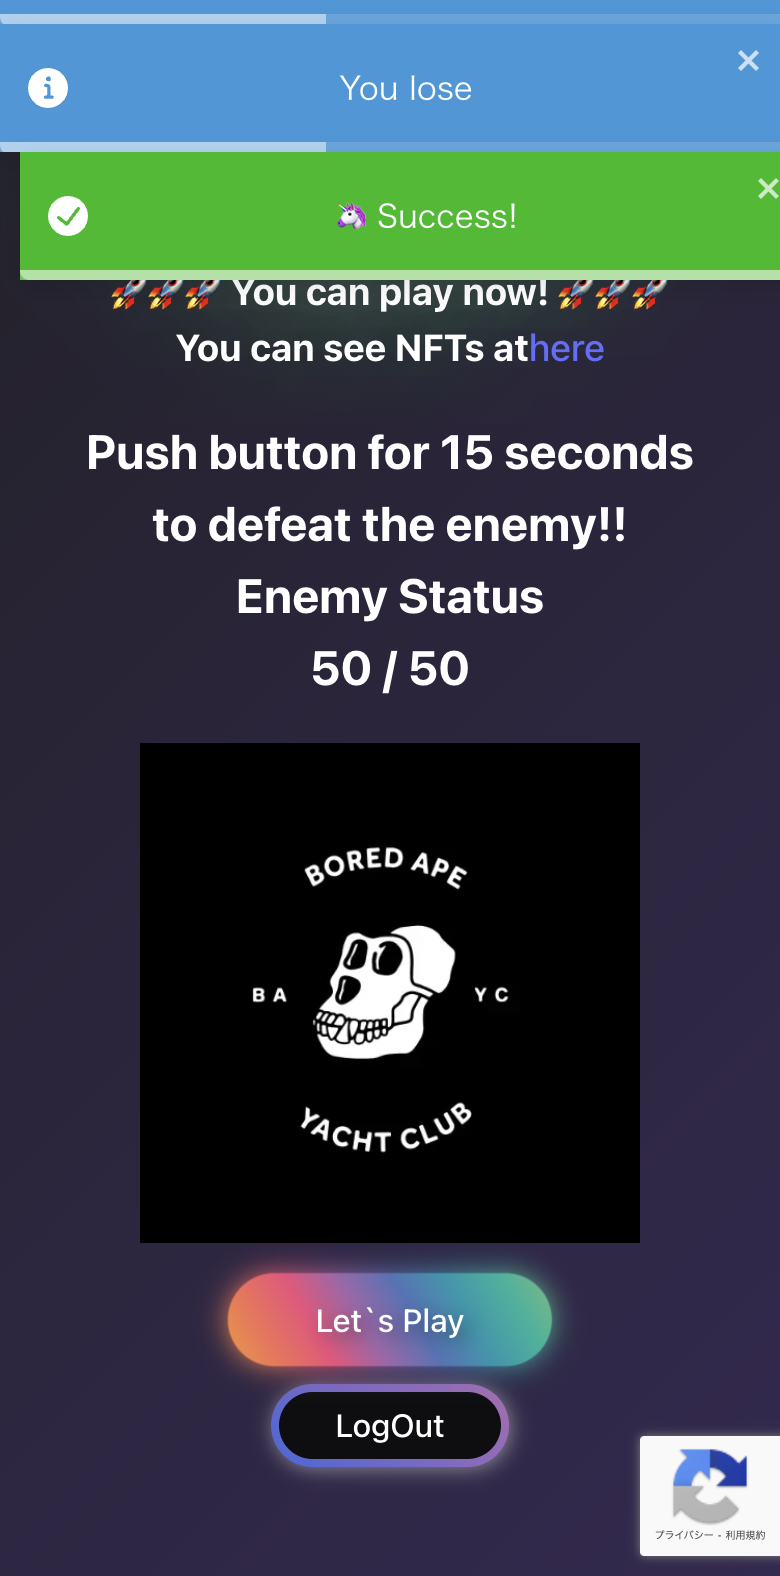 You lose
🦄 Success!
🚀🚀🚀 You can play now! 🚀🚀🚀
You can see NFTs athere
Push button for 15 seconds
to defeat the enemy!!
Enemy Status
50 / 50
BORED APE
BA YC
YACHT CLUB
Let`s Play
LogOut
プライバシー - 利用規約